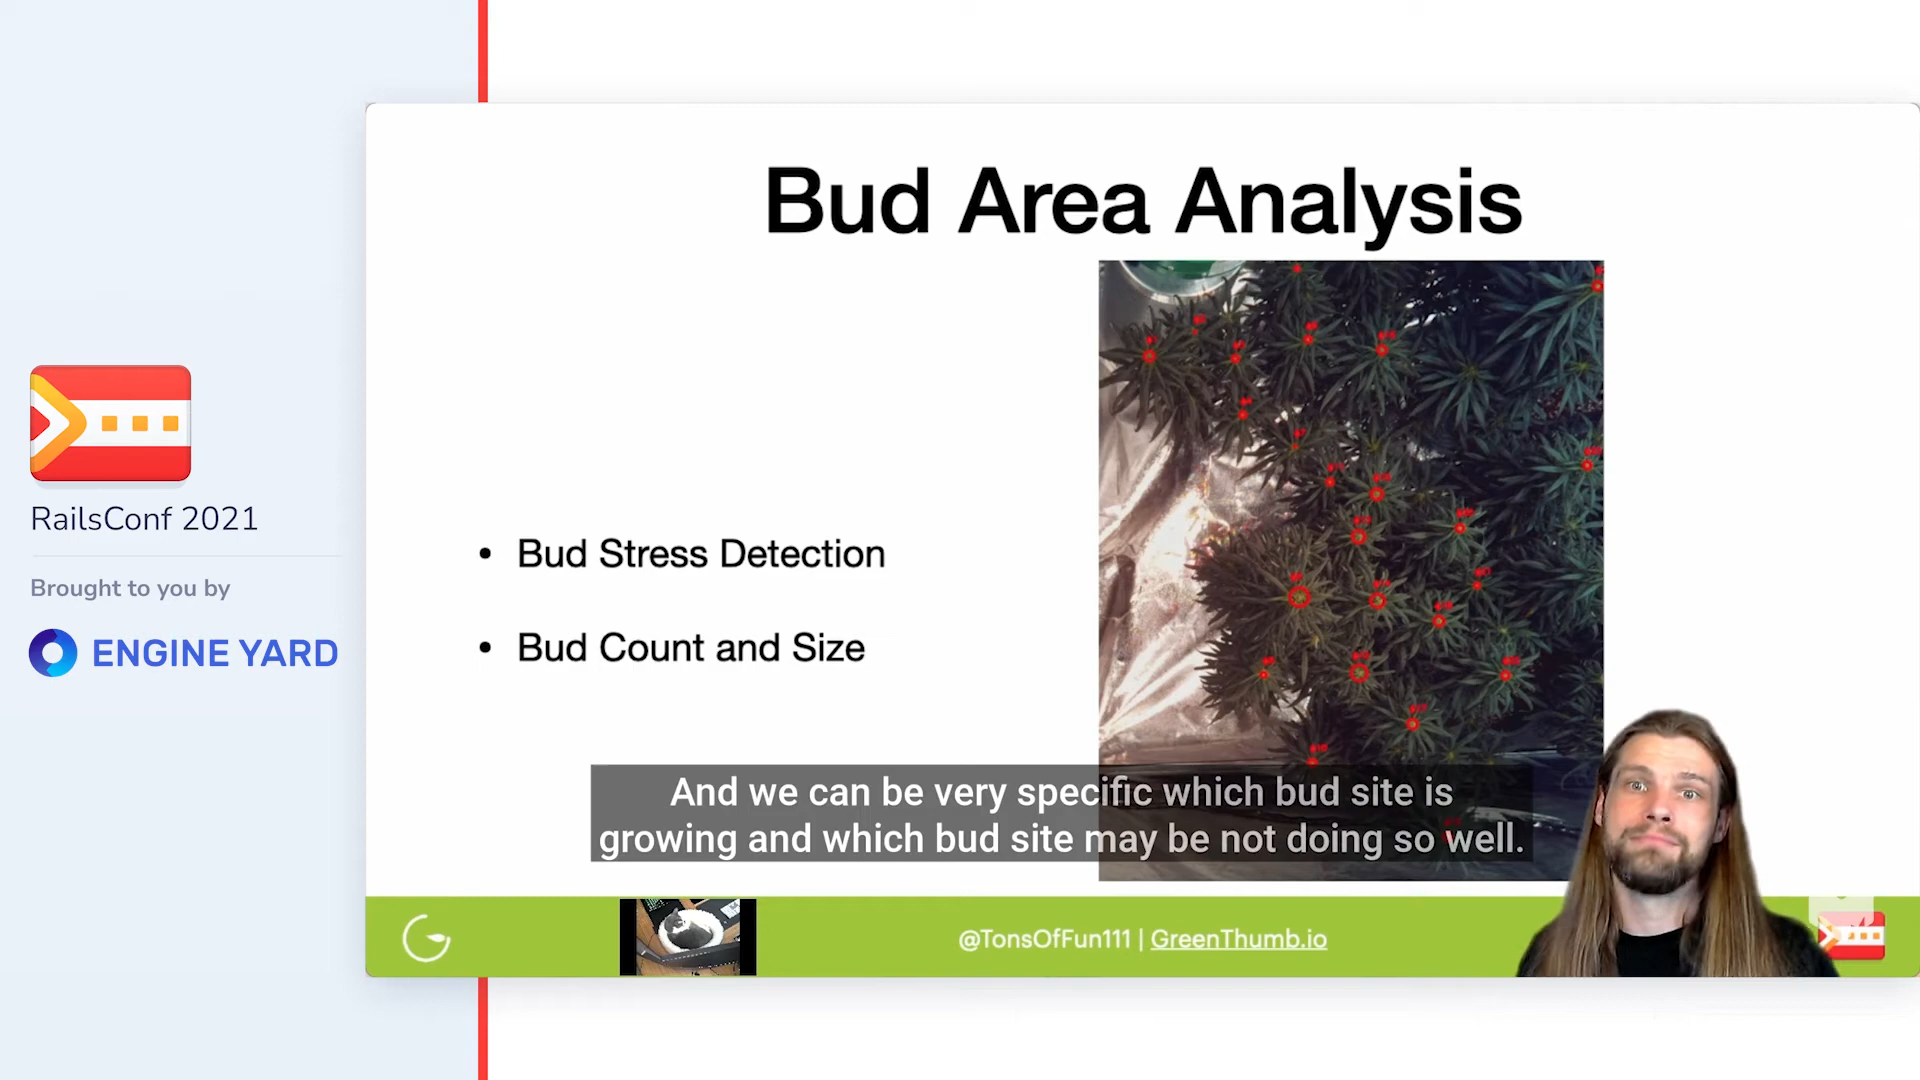 Bud Area Analysis
• Bud Stress Detection
• Bud Count and Size
RailsConf 2021
Brought to you by
ENGINE YARD
And we can be very specific which bud site is
growing and which bud site may be not doing so well.
@TonsOfFun111 | GreenThumb.io